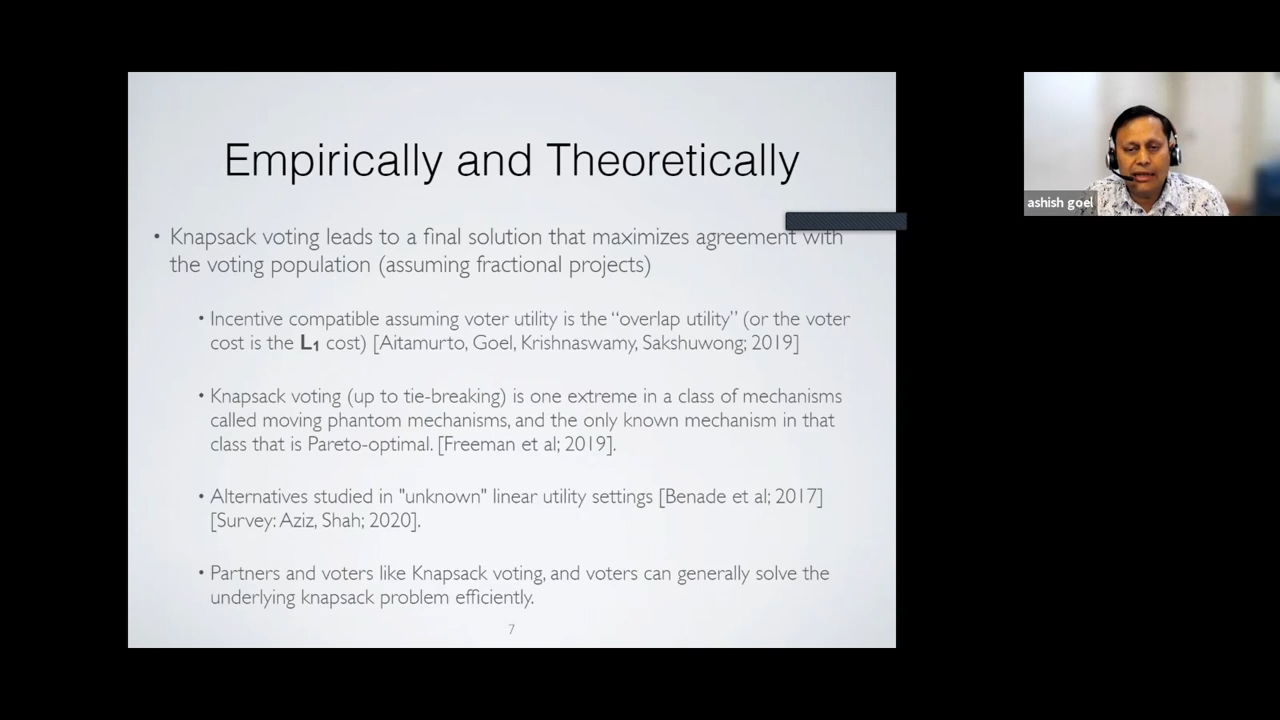 Empirically and Theoretically
• Knapsack voting leads to a final solution that maximizes agreement with
the voting population (assuming fractional projects)
• Incentive compatible assuming voter utility is the “overlap utility” (or the voter
cost is the L₁ cost) [Aitamurto, Goel, Krishnaswamy, Sakshuwong; 2019]
• Knapsack voting (up to tie-breaking) is one extreme in a class of mechanisms
called moving phantom mechanisms, and the only known mechanism in that
class that is Pareto-optimal. [Freeman et al; 2019].
• Alternatives studied in "unknown" linear utility settings [Benade et al; 2017]
[Survey: Aziz, Shah; 2020].
• Partners and voters like Knapsack voting, and voters can generally solve the
underlying knapsack problem efficiently.
7
ashish goel